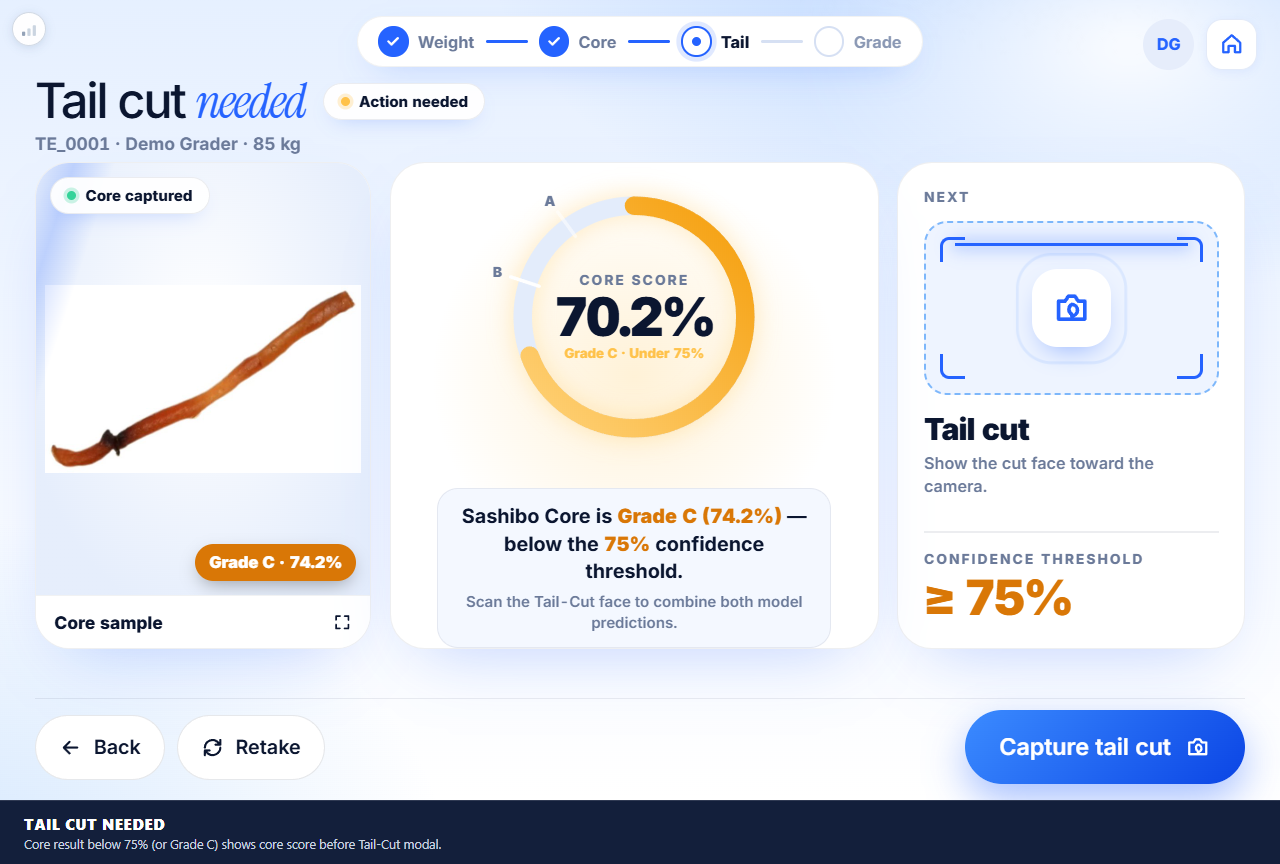 Weight
Core
Tail
Grade
DG
Tail cut needed
Action needed
TE_0001 · Demo Grader · 85 kg
Core captured
Grade C · 74.2%
Core sample
A
B
CORE SCORE
70.2%
Grade C · Under 75%
Sashibo Core is Grade C (74.2%) —
below the 75% confidence
threshold.
Scan the Tail-Cut face to combine both model
predictions.
NEXT
Tail cut
Show the cut face toward the
camera.
CONFIDENCE THRESHOLD
≥ 75%
Back
Retake
Capture tail cut
TAIL CUT NEEDED
Core result below 75% (or Grade C) shows core score before Tail-Cut modal.